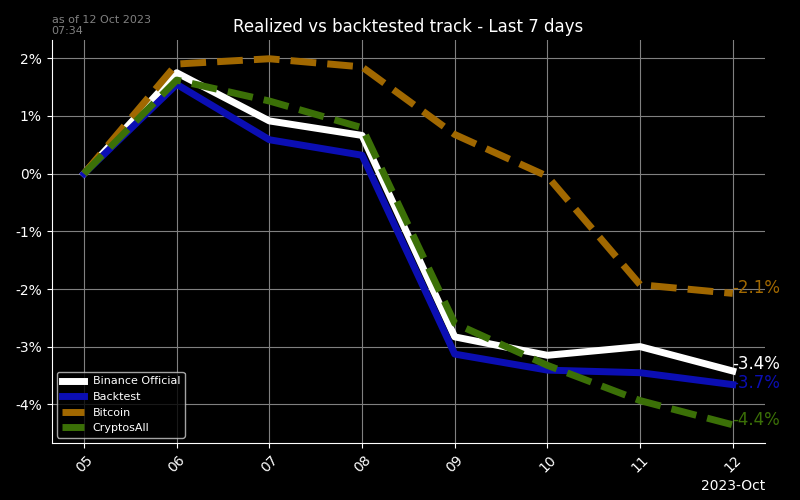 as of 12 Oct 2023
07:34
Realized vs backtested track - Last 7 days
2%
1%
0%
-1%
-2%
-3%
-4%
-2.1%
-3.4%
-3.7%
-4.4%
Binance Official
Backtest
Bitcoin
CryptosAll
05
06
07
08
09
10
11
12
2023-Oct